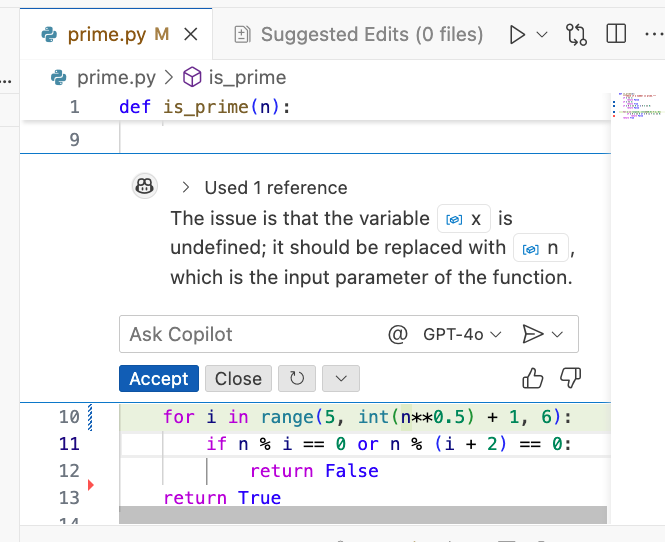 prime.py M
Suggested Edits (0 files)
...
prime.py > is_prime
1 def is_prime(n):
9
Used 1 reference
The issue is that the variable x is
undefined; it should be replaced with n ,
which is the input parameter of the function.
Ask Copilot @ GPT-4o
Accept Close
10 for i in range(5, int(n**0.5) + 1, 6):
11 if n % i == 0 or n % (i + 2) == 0:
12 return False
13 return True
14